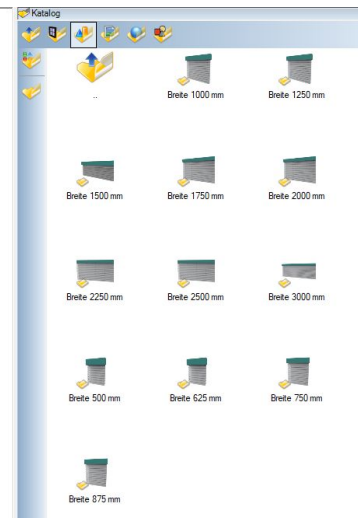 Katalog
..
Breite 1000 mm
Breite 1250 mm
Breite 1500 mm
Breite 1750 mm
Breite 2000 mm
Breite 2250 mm
Breite 2500 mm
Breite 3000 mm
Breite 500 mm
Breite 625 mm
Breite 750 mm
Breite 875 mm